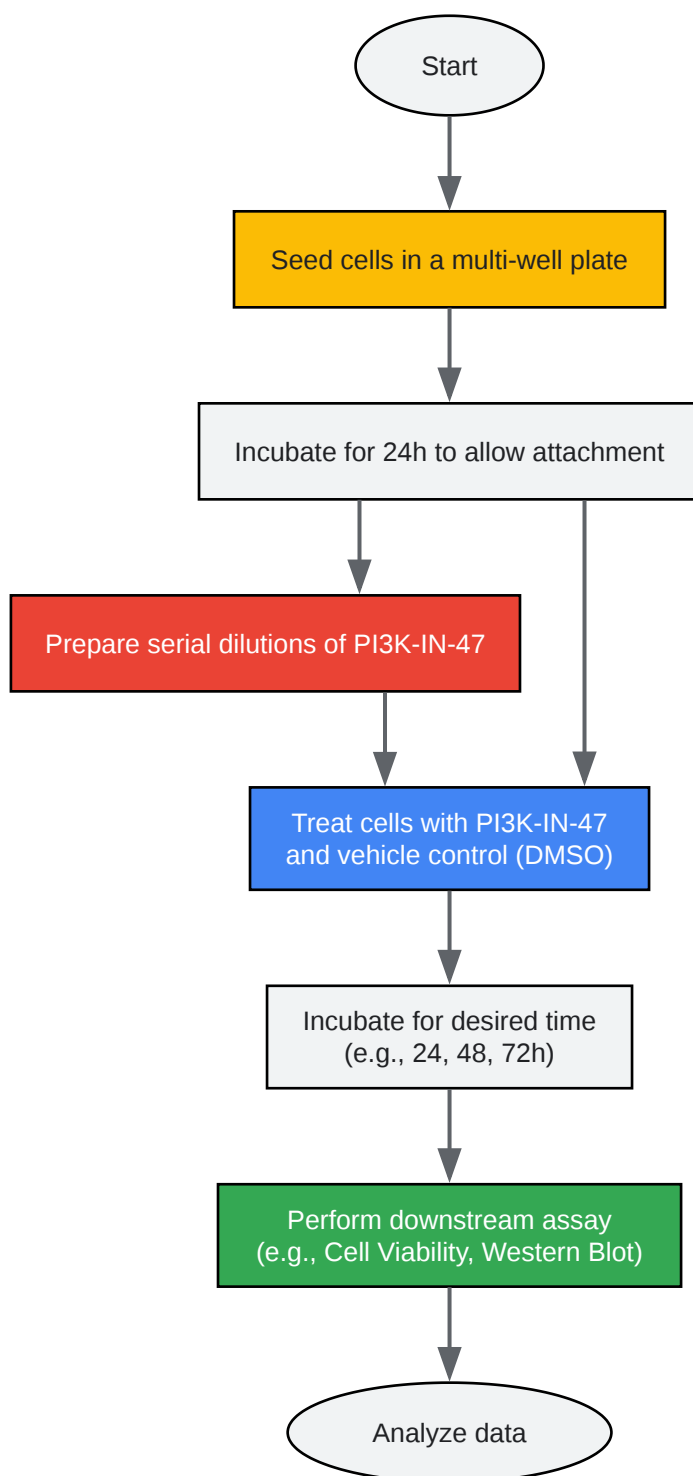 Start
Seed cells in a multi-well plate
Incubate for 24h to allow attachment
Prepare serial dilutions of PI3K-IN-47
Treat cells with PI3K-IN-47
and vehicle control (DMSO)
Incubate for desired time
(e.g., 24, 48, 72h)
Perform downstream assay
(e.g., Cell Viability, Western Blot)
Analyze data